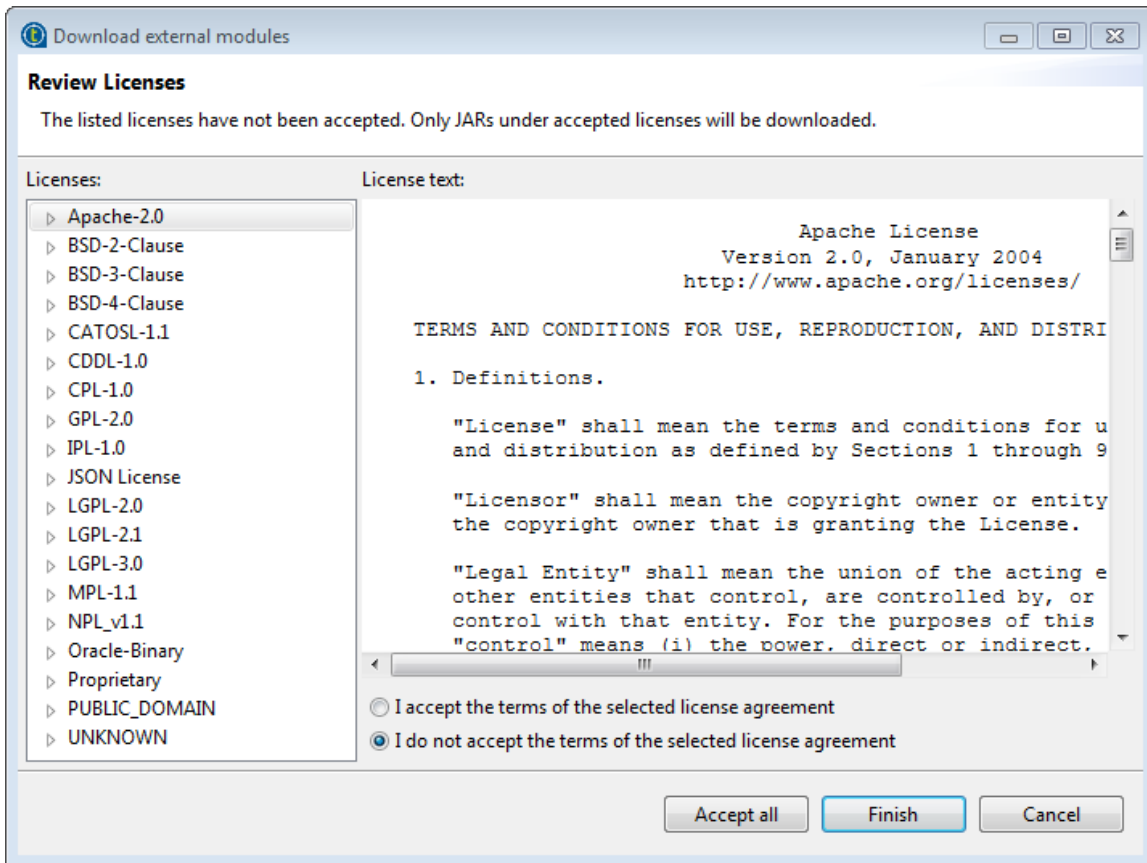 Download external modules
Review Licenses
The listed licenses have not been accepted. Only JARs under accepted licenses will be downloaded.
Licenses:
Apache-2.0
BSD-2-Clause
BSD-3-Clause
BSD-4-Clause
CATOSL-1.1
CDDL-1.0
CPL-1.0
GPL-2.0
IPL-1.0
JSON License
LGPL-2.0
LGPL-2.1
LGPL-3.0
MPL-1.1
NPL_v1.1
Oracle-Binary
Proprietary
PUBLIC_DOMAIN
UNKNOWN
License text:
Apache License
Version 2.0, January 2004
http://www.apache.org/licenses/
TERMS AND CONDITIONS FOR USE, REPRODUCTION, AND DISTRI
1. Definitions.
"License" shall mean the terms and conditions for u
and distribution as defined by Sections 1 through 9
"Licensor" shall mean the copyright owner or entity
the copyright owner that is granting the License.
"Legal Entity" shall mean the union of the acting e
other entities that control, are controlled by, or
control with that entity. For the purposes of this
"control" means (i) the power, direct or indirect,
I accept the terms of the selected license agreement
I do not accept the terms of the selected license agreement
Accept all
Finish
Cancel